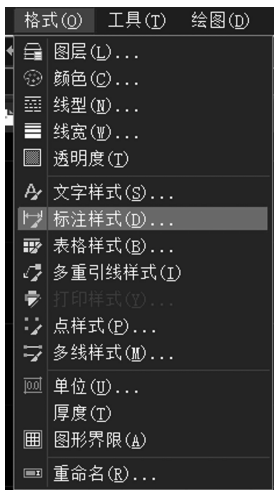 格式(O) 工具(T) 绘图(D)
图层(L)...
颜色(C)...
线型(N)...
线宽(W)...
透明度(T)
文字样式(S)...
标注样式(D)...
表格样式(B)...
多重引线样式(I)
打印样式(Y)...
点样式(P)...
多线样式(M)...
0.0 单位(U)...
厚度(T)
图形界限(A)
重命名(R)...